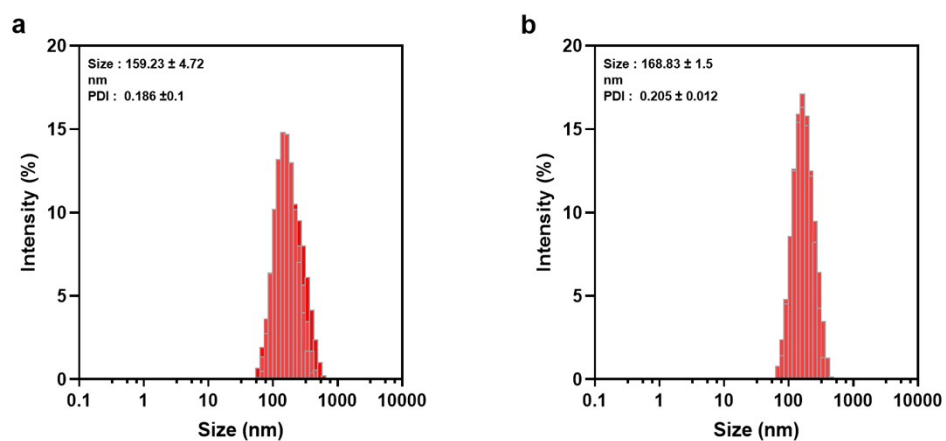 a
Size : 159.23 ± 4.72
nm
PDI : 0.186 ±0.1
20
15
10
5
0
Intensity (%)
0.1 1 10 100 1000 10000
Size (nm)
b
Size : 168.83 ± 1.5
nm
PDI : 0.205 ± 0.012
20
15
10
5
0
Intensity (%)
0.1 1 10 100 1000 10000
Size (nm)